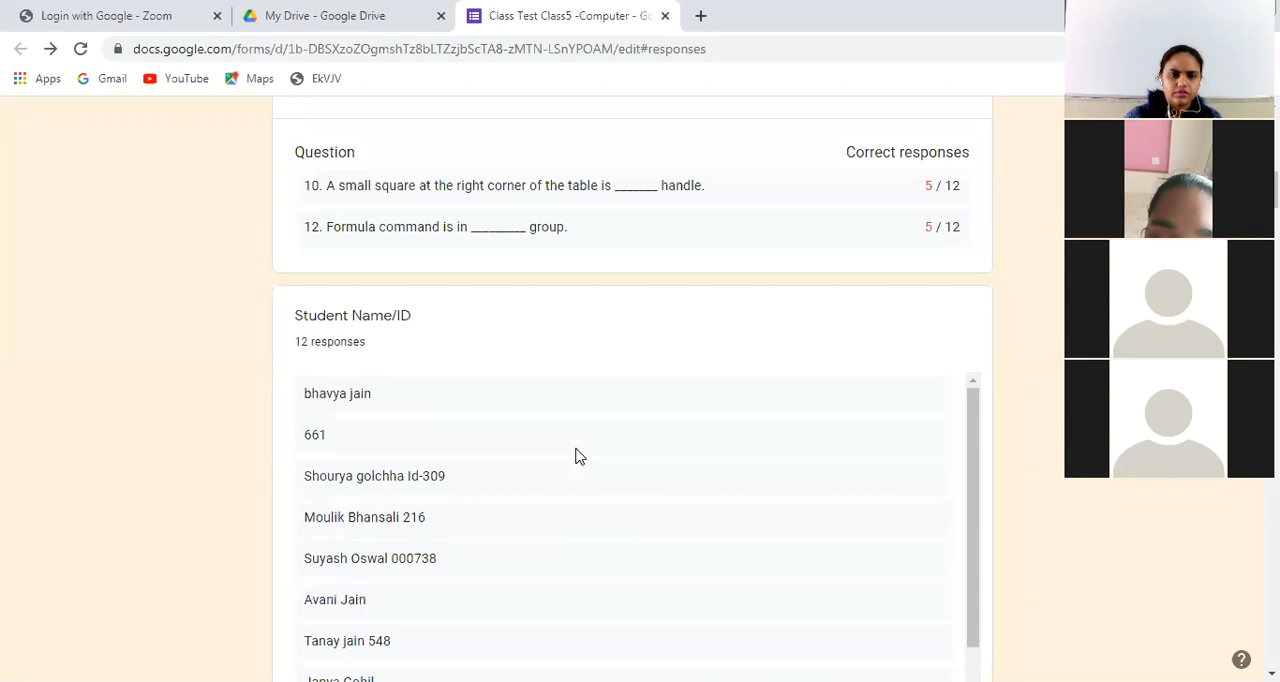 Login with Google - Zoom
My Drive - Google Drive
Class Test Class5 -Computer - Go
docs.google.com/forms/d/1b-DBSXzoZOgmshTz8bLTZzjbScTA8-zMTN-LSnYPOAM/edit#responses
Apps
Gmail
YouTube
Maps
EkVJV
Question
Correct responses
10. A small square at the right corner of the table is _______ handle.
5 / 12
12. Formula command is in _________ group.
5 / 12
Student Name/ID
12 responses
bhavya jain
661
Shourya golchha Id-309
Moulik Bhansali 216
Suyash Oswal 000738
Avani Jain
Tanay jain 548